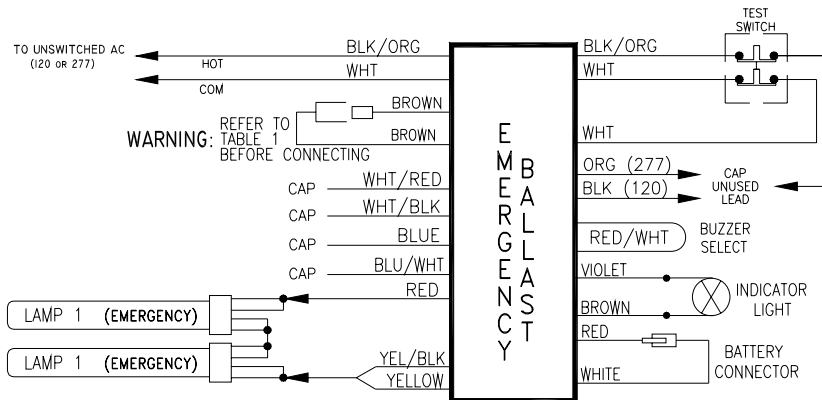 TEST
SWITCH
TO UNSWITCHED AC
(120 OR 277)
HOT
COM
BLK/ORG
WHT
BROWN
BROWN
WARNING: REFER TO
TABLE 1
BEFORE CONNECTING
CAP WHT/RED
CAP WHT/BLK
CAP BLUE
CAP BLU/WHT
RED
LAMP 1 (EMERGENCY)
LAMP 1 (EMERGENCY)
YEL/BLK
YELLOW
EMERGENCY
BALLAST
BLK/ORG
WHT
WHT
ORG (277)
BLK (120)
CAP
UNUSED
LEAD
RED/WHT
BUZZER
SELECT
VIOLET
BROWN
INDICATOR
LIGHT
RED
WHITE
BATTERY
CONNECTOR